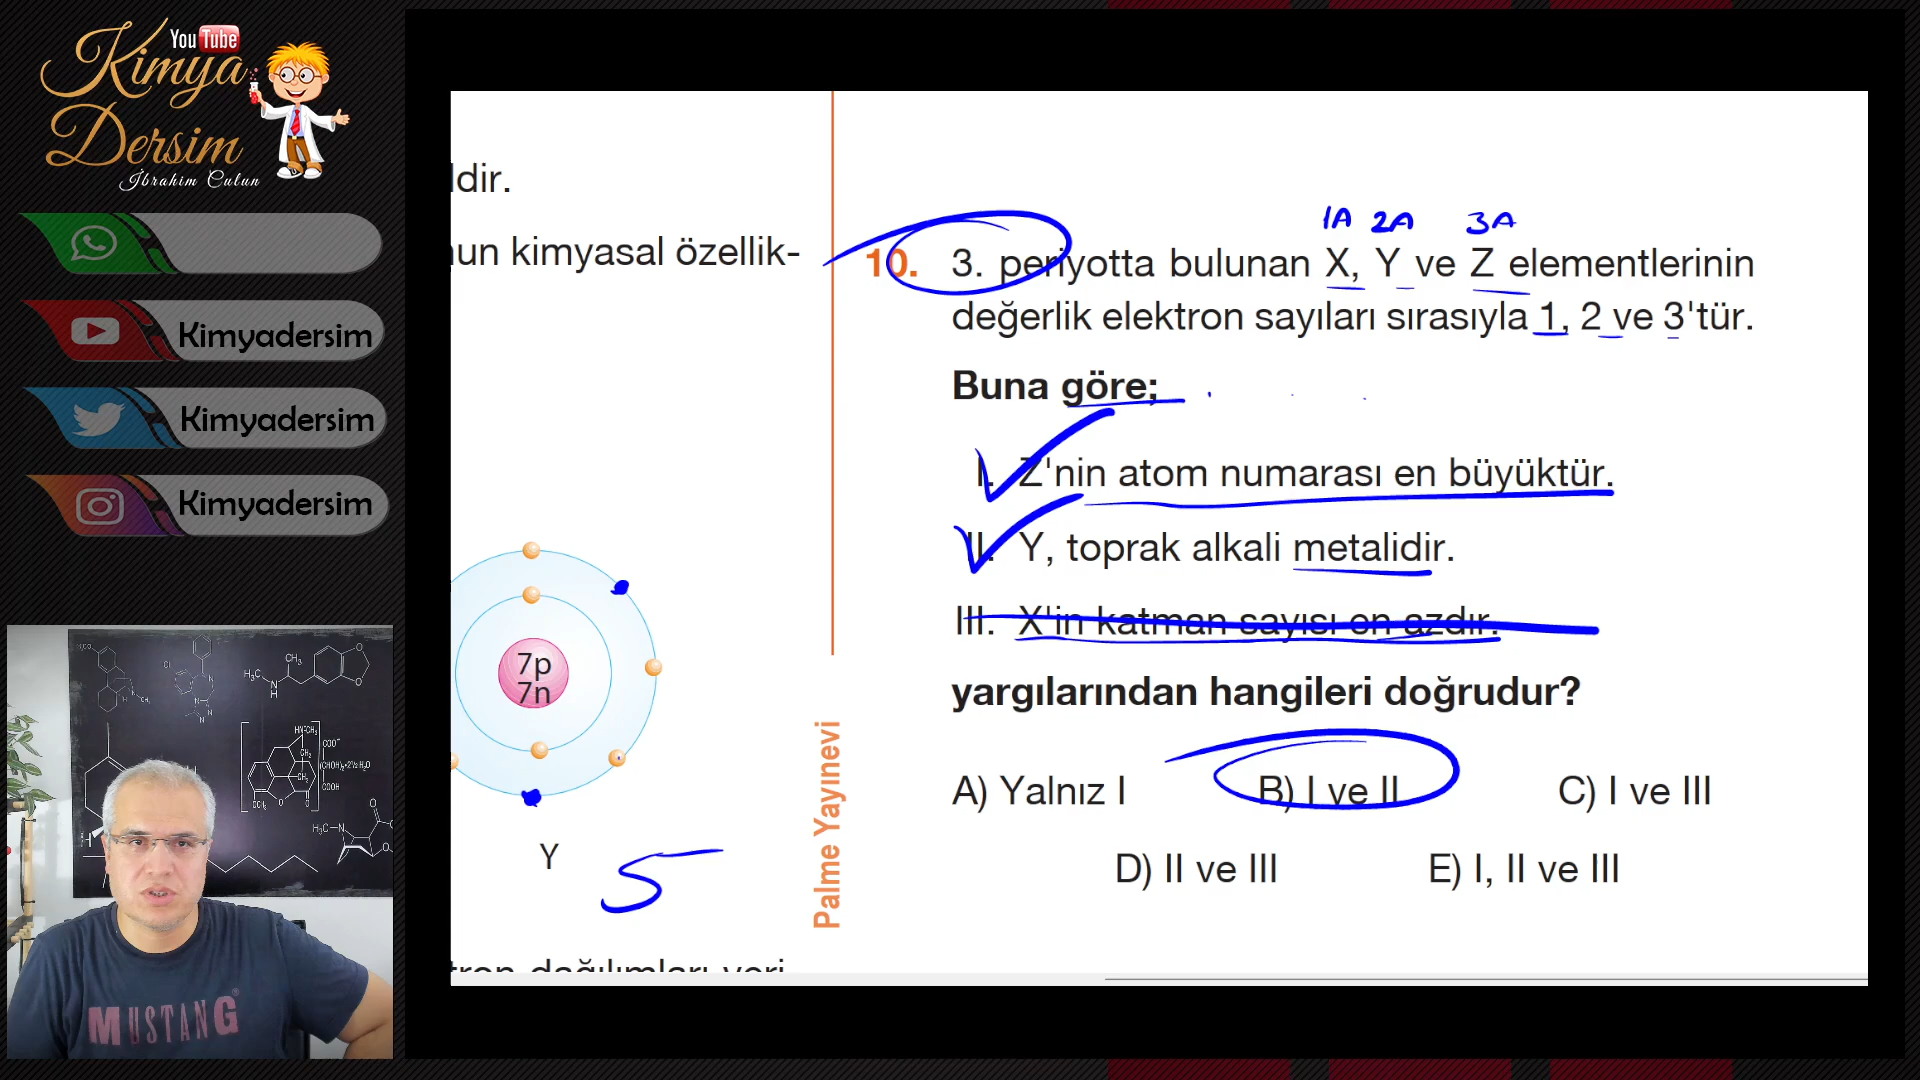 You Tube
Kimya
Dersim
İbrahim Culun
Kimyadersim
Kimyadersim
Kimyadersim
MUSTANG
ldir.
nun kimyasal özellik-
7p
7n
Y
5
Palme Yayınevi
1A 2A 3A
10. 3. periyotta bulunan X, Y ve Z elementlerinin
değerlik elektron sayıları sırasıyla 1, 2 ve 3'tür.
Buna göre;
I. Z'nin atom numarası en büyüktür.
II. Y, toprak alkali metalidir.
III. X'in katman sayısı en azdır.
yargılarından hangileri doğrudur?
A) Yalnız I B) I ve II C) I ve III
D) II ve III E) I, II ve III